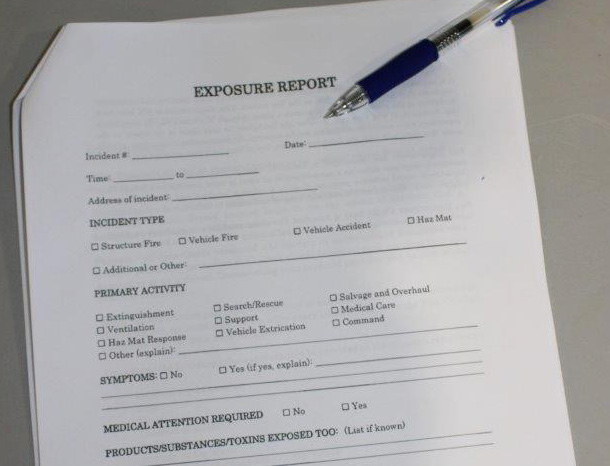 EXPOSURE REPORT
Incident #: Date:
Time: to
Address of incident:
INCIDENT TYPE
☐ Structure Fire ☐ Vehicle Fire ☐ Vehicle Accident ☐ Haz Mat
☐ Additional or Other:
PRIMARY ACTIVITY
☐ Extinguishment ☐ Search/Rescue ☐ Salvage and Overhaul
☐ Ventilation ☐ Support ☐ Medical Care
☐ Haz Mat Response ☐ Vehicle Extrication ☐ Command
☐ Other (explain):
SYMPTOMS: ☐ No ☐ Yes (if yes, explain):
MEDICAL ATTENTION REQUIRED ☐ No ☐ Yes
PRODUCTS/SUBSTANCES/TOXINS EXPOSED TOO: (List if known)